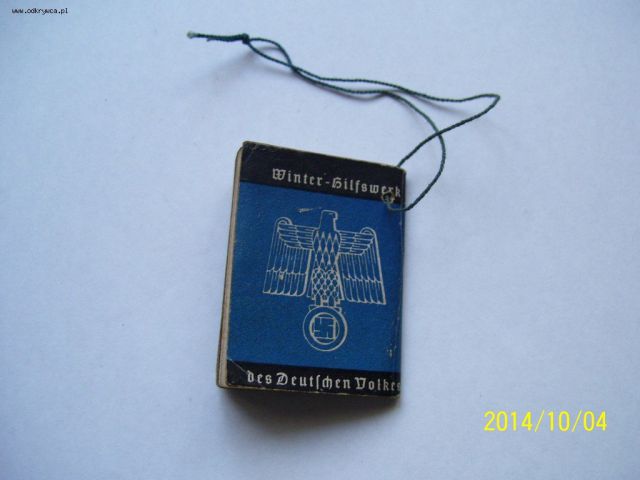 www.odkrywca.pl
Winter-Hilfswerk
des Deutschen Volkes
2014/10/04